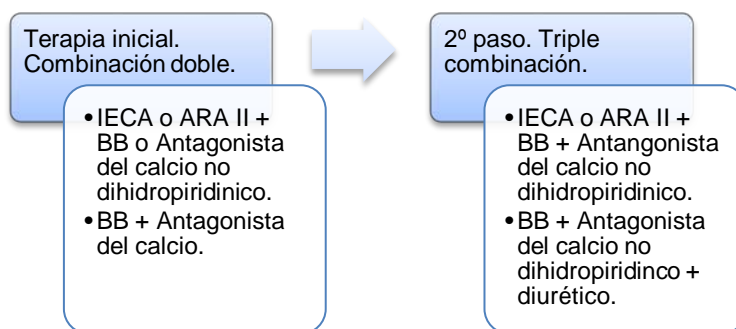 Terapia inicial.
Combinación doble.
•IECA o ARA II +
BB o Antagonista
del calcio no
dihidropiridinico.
•BB + Antagonista
del calcio.
2º paso. Triple
combinación.
•IECA o ARA II +
BB + Antangonista
del calcio no
dihidropiridinico.
•BB + Antagonista
del calcio no
dihidropiridinco +
diurético.